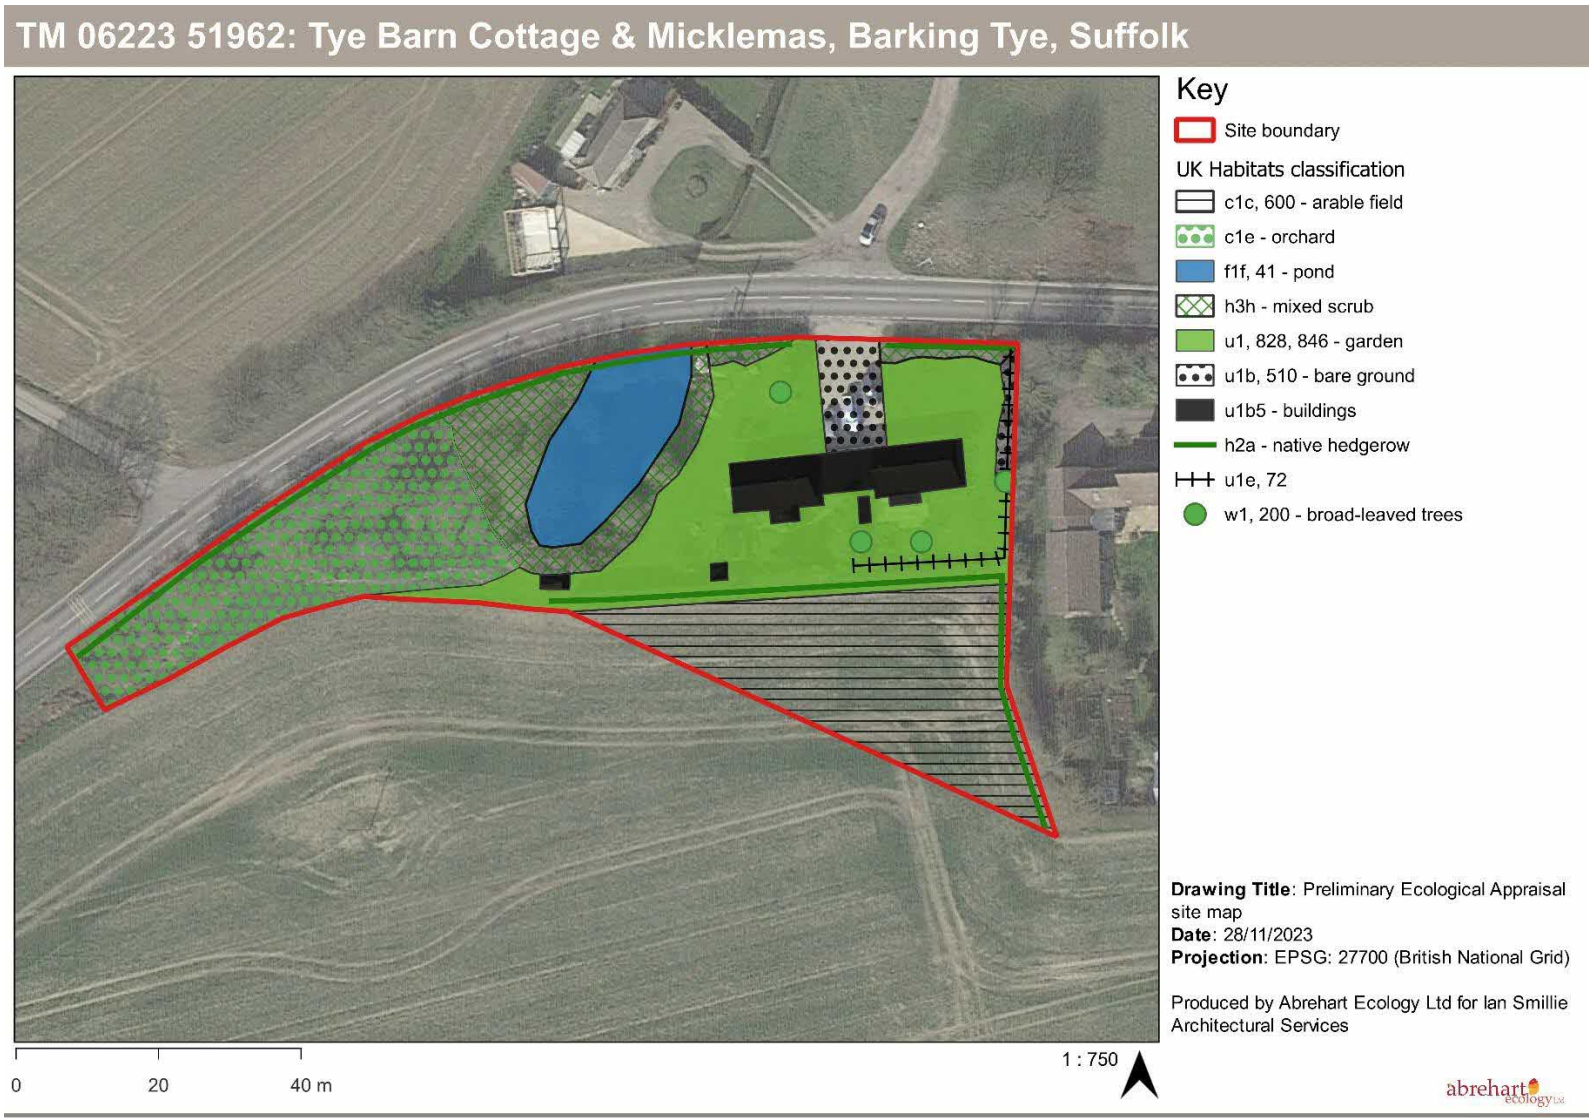 TM 06223 51962: Tye Barn Cottage & Micklemas, Barking Tye, Suffolk
Key
Site boundary
UK Habitats classification
c1c, 600 - arable field
c1e - orchard
f1f, 41 - pond
h3h - mixed scrub
u1, 828, 846 - garden
u1b, 510 - bare ground
u1b5 - buildings
h2a - native hedgerow
u1e, 72
w1, 200 - broad-leaved trees
Drawing Title: Preliminary Ecological Appraisal
site map
Date: 28/11/2023
Projection: EPSG: 27700 (British National Grid)
Produced by Abrehart Ecology Ltd for Ian Smillie
Architectural Services
1 : 750
0 20 40 m
abrehart
ecology Ltd